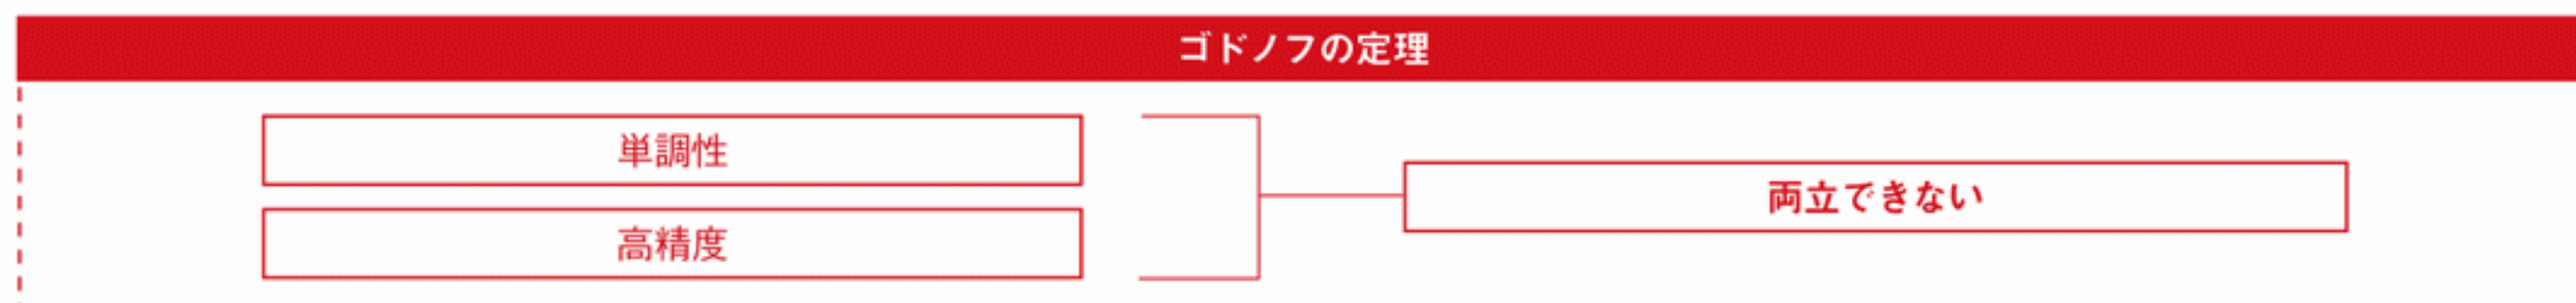 ゴドノフの定理
単調性
高精度
両立できない